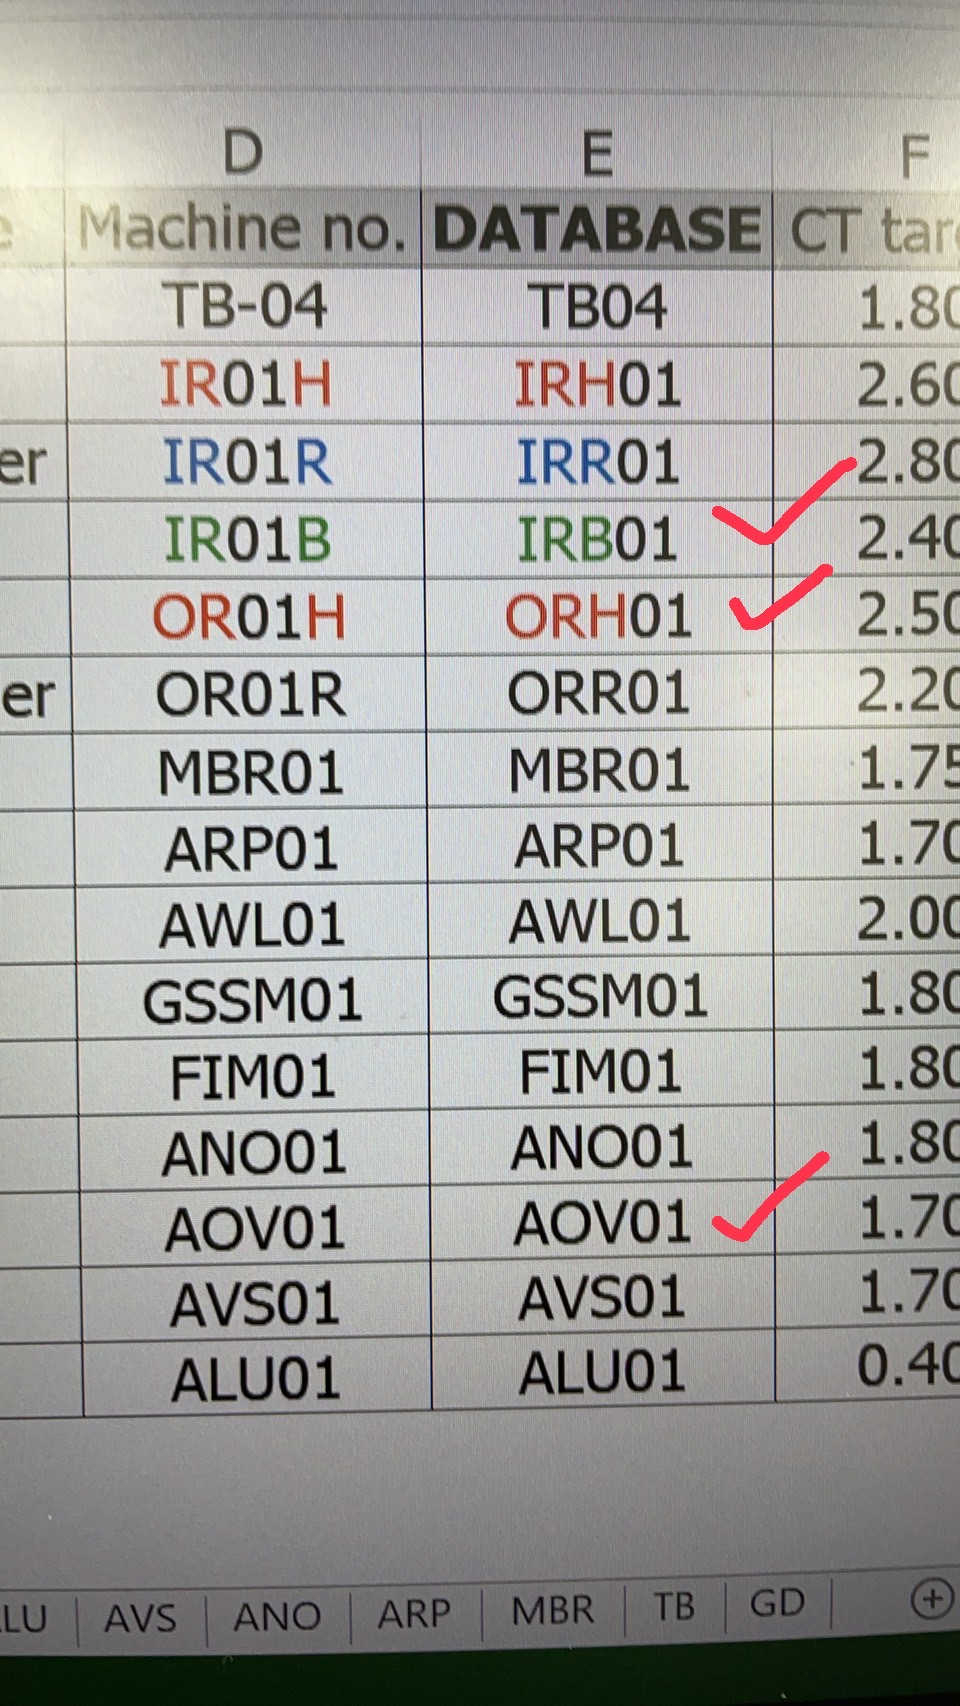 D E F
Machine no. DATABASE CT targ
TB-04 TB04 1.80
IR01H IRH01 2.60
er IR01R IRR01 2.80
IR01B IRB01 2.40
OR01H ORH01 2.50
er OR01R ORR01 2.20
MBR01 MBR01 1.75
ARP01 ARP01 1.70
AWL01 AWL01 2.00
GSSM01 GSSM01 1.80
FIM01 FIM01 1.80
ANO01 ANO01 1.80
AOV01 AOV01 1.70
AVS01 AVS01 1.70
ALU01 ALU01 0.40
LU AVS ANO ARP MBR TB GD